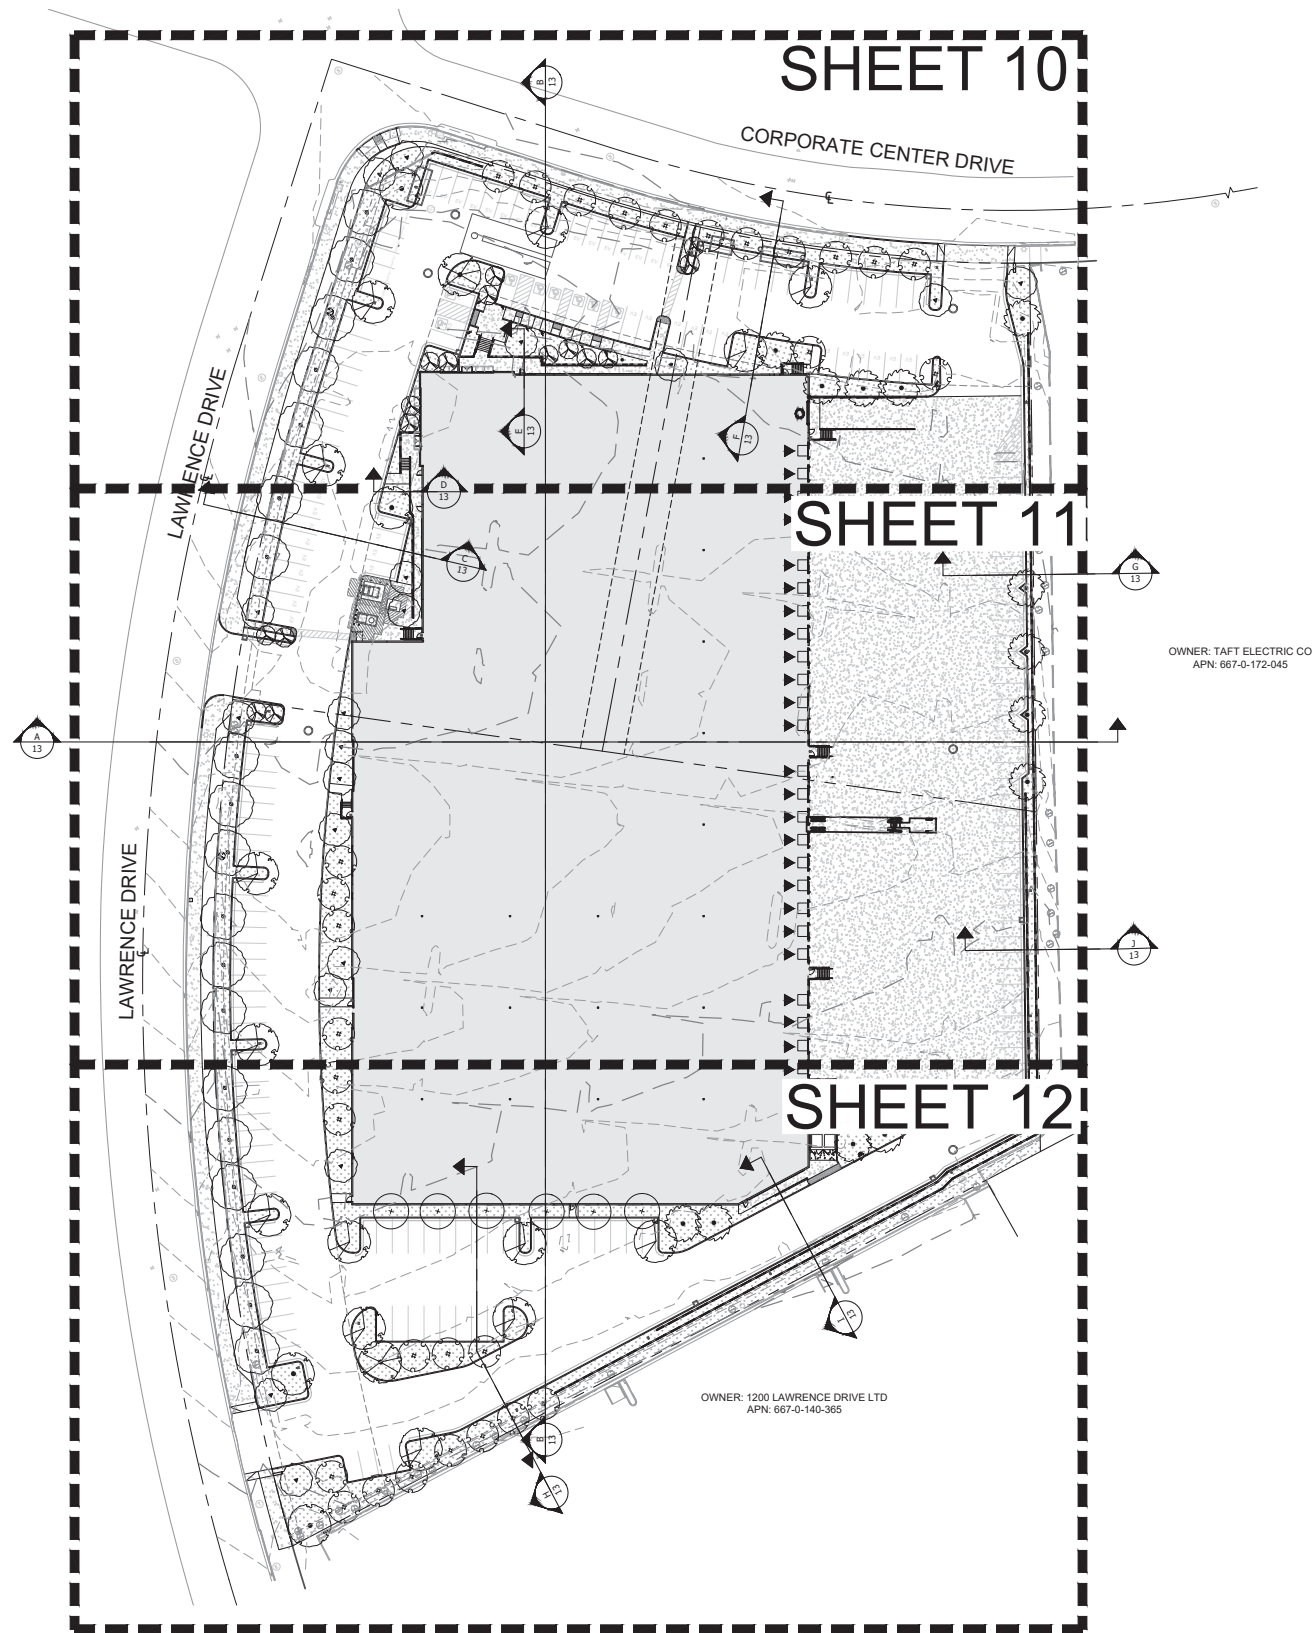 SHEET 10
B
13
CORPORATE CENTER DRIVE
LAWRENCE DRIVE
E
13
F
13
D
13
SHEET 11
C
13
G
13
OWNER: TAFT ELECTRIC CO
APN: 667-0-172-045
A
13
LAWRENCE DRIVE
J
13
SHEET 12
I
13
OWNER: 1200 LAWRENCE DRIVE LTD
APN: 667-0-140-365
B
13
H
13